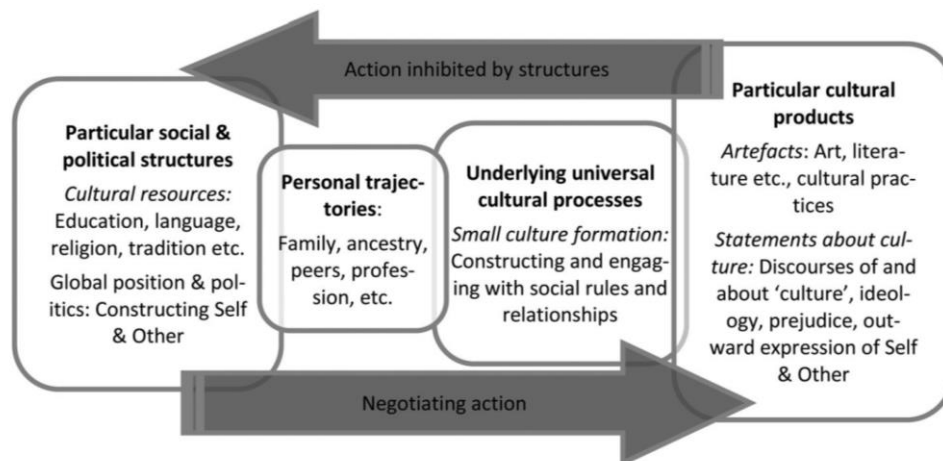 Action inhibited by structures
Particular social &
political structures
Cultural resources:
Education, language,
religion, tradition etc.
Global position & pol-
itics: Constructing Self
& Other
Personal trajec-
tories:
Family, ancestry,
peers, profes-
sion, etc.
Underlying universal
cultural processes
Small culture formation:
Constructing and engag-
ing with social rules and
relationships
Particular cultural
products
Artefacts: Art, litera-
ture etc., cultural prac-
tices
Statements about cul-
ture: Discourses of and
about ‘culture’, ideol-
ogy, prejudice, out-
ward expression of Self
& Other
Negotiating action